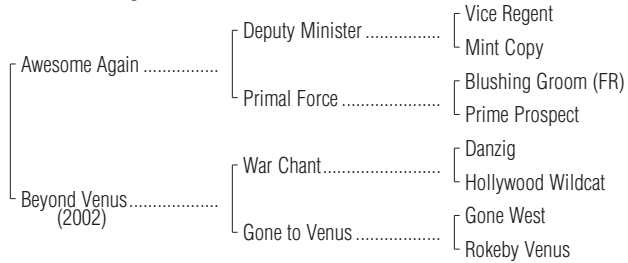 Vice Regent
Deputy Minister ................
Mint Copy
Awesome Again ................
Blushing Groom (FR)
Primal Force .....................
Prime Prospect
Danzig
War Chant.........................
Hollywood Wildcat
Beyond Venus...................
(2002)
Gone West
Gone to Venus ..................
Rokeby Venus